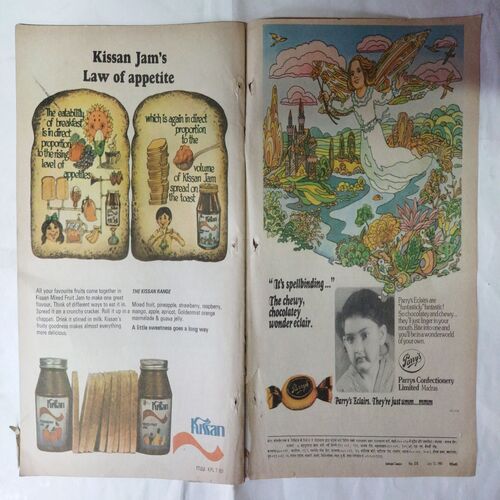 Kissan Jam's
Law of appetite
The eatability
of breakfast
is in direct
proportion
to the rising
level of
appetites
which is again in direct
proportion
to the
volume
of Kissan Jam
spread on
the toast
All your favourite fruits come together in
Kissan Mixed Fruit Jam to make one great
flavour. Think of different ways to eat it in.
Spread it on a crunchy cracker. Roll it up in a
chappati. Drink it stirred in milk. Kissan's
fruity goodness makes almost everything
more delicious.
THE KISSAN RANGE
Mixed fruit, pineapple, strawberry, raspberry,
mango, apple, apricot, Goldenmist orange
marmalade & guava jelly.
A little sweetness goes a long way
Kissan
Kissan
Kissan
"It's spellbinding..."
The chewy,
chocolatey
wonder eclair.
Parry's Eclairs are
"fantastick" fantastic!
So chocolatey and chewy...
they'll just linger in your
mouth. Bite into one and
you'll be in a wonderworld
of your own.
Parry's
Parrys Confectionery
Limited Madras
Parrys
Parry's Eclairs. They're just umm...mmm